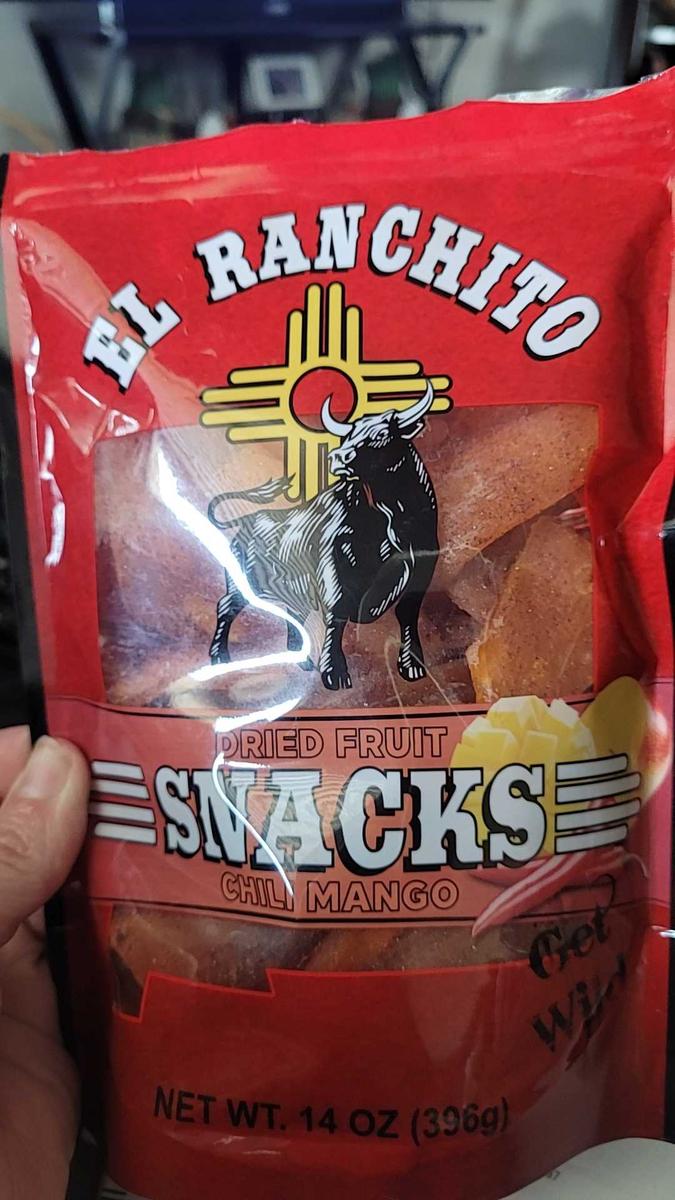 EL RANCHITO
DRIED FRUIT
SNACKS
CHILI MANGO
Get
Wild
NET WT. 14 OZ (396g)